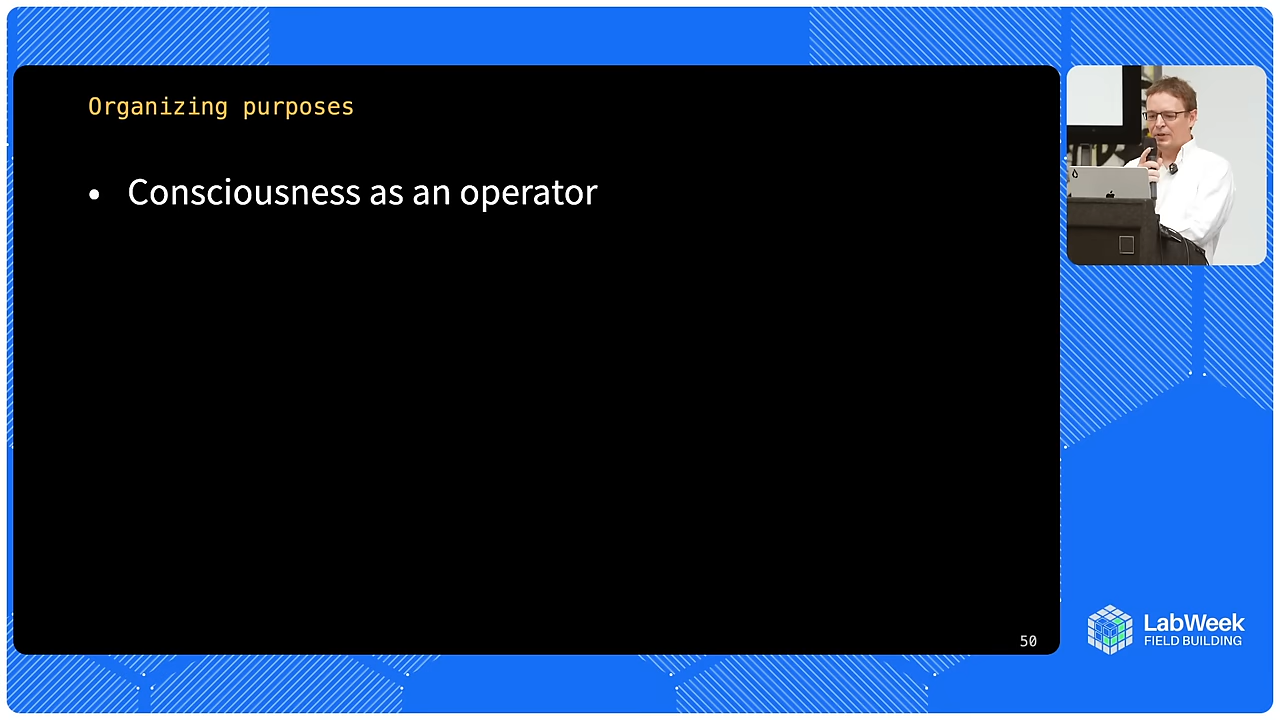 Organizing purposes
• Consciousness as an operator
50
LabWeek
FIELD BUILDING